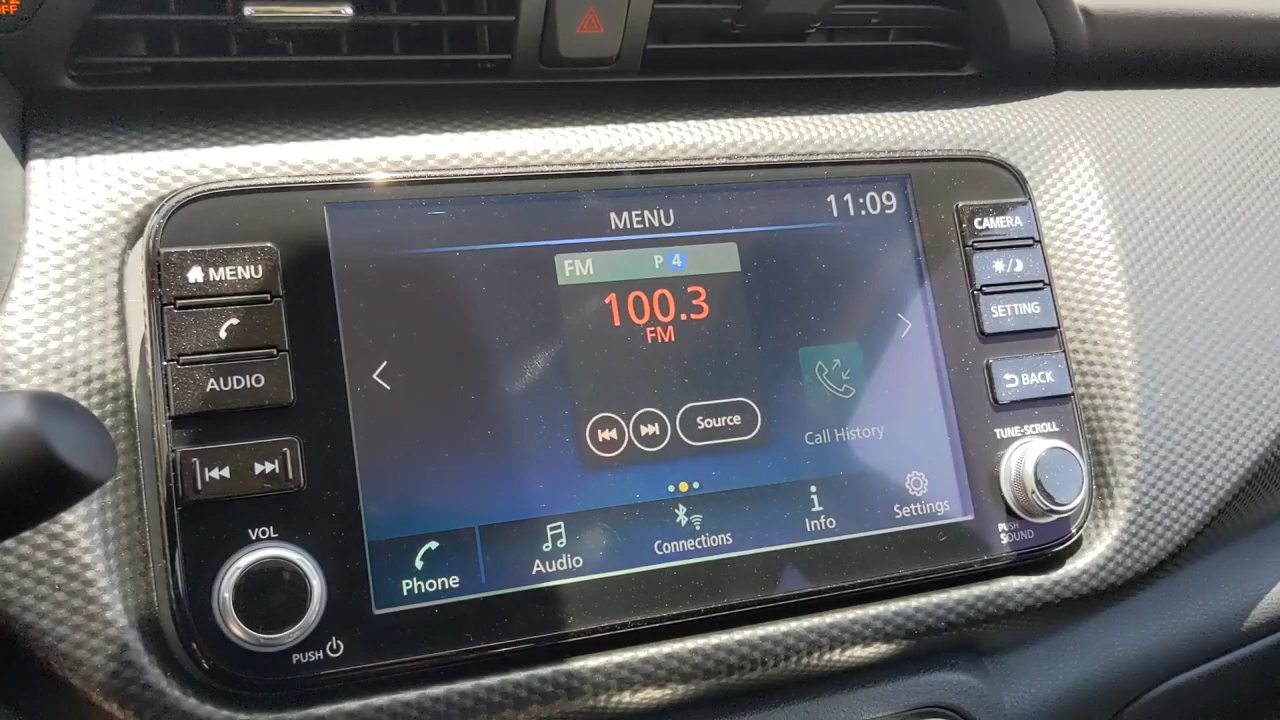 OFF
MENU
11:09
MENU
AUDIO
VOL
PUSH
FM P 4
100.3
FM
Source
Call History
Phone
Audio
Connections
Info
Settings
CAMERA
SETTING
BACK
TUNE·SCROLL
PUSH
SOUND